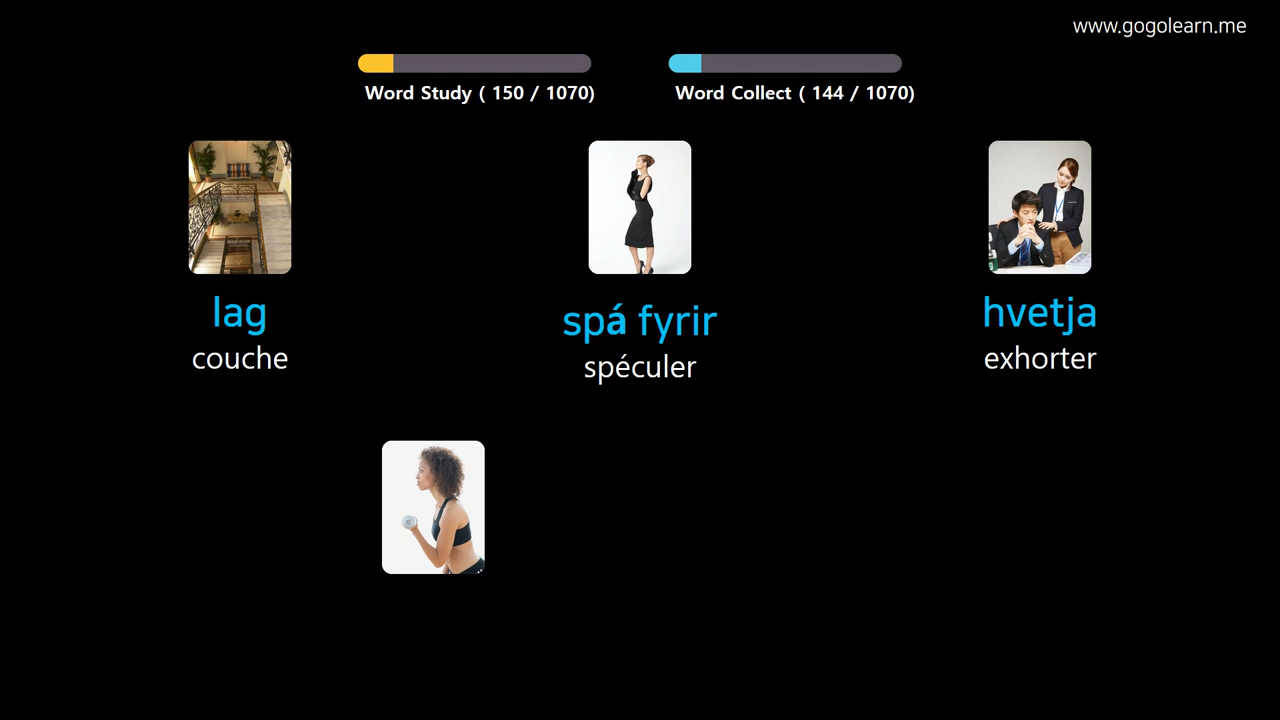 www.gogolearn.me
Word Study ( 150 / 1070)
Word Collect ( 144 / 1070)
lag
couche
spá fyrir
spéculer
hvetja
exhorter